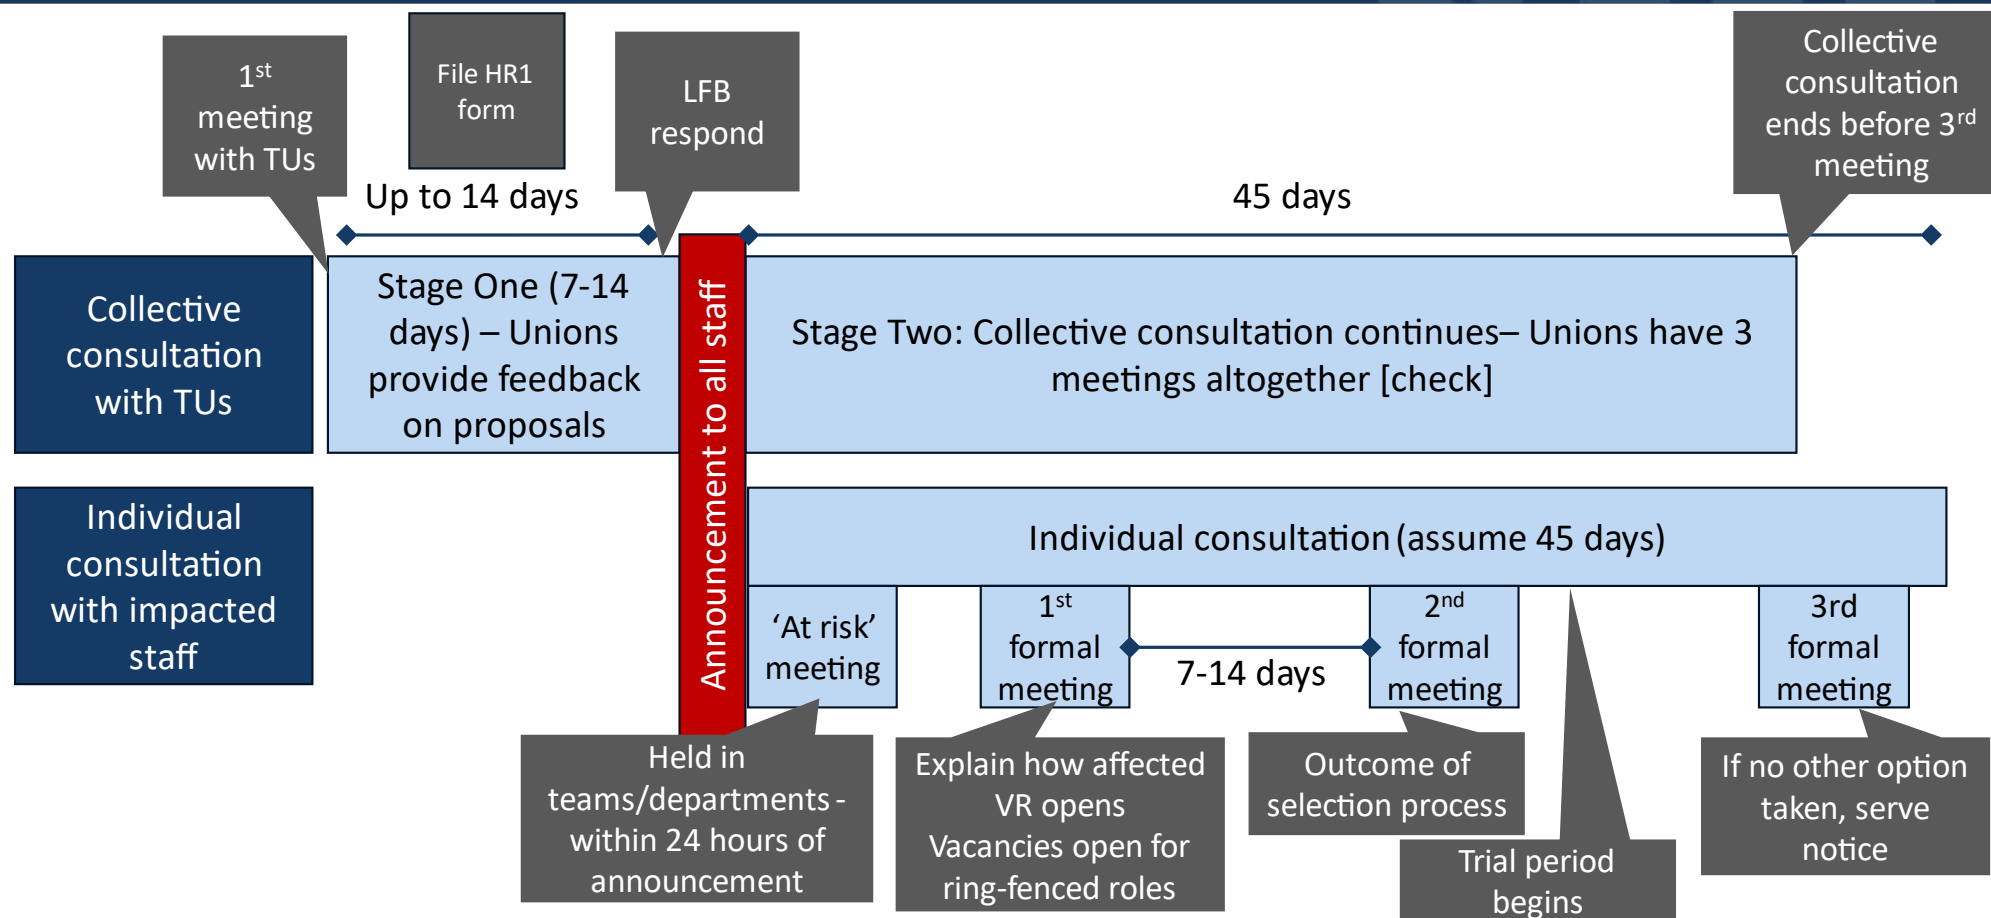 1st
meeting
with TUs
File HR1
form
LFB
respond
Collective
consultation
ends before 3rd
meeting
Up to 14 days
45 days
Collective
consultation
with TUs
Stage One (7-14
days) – Unions
provide feedback
on proposals
Announcement to all staff
Stage Two: Collective consultation continues– Unions have 3
meetings altogether [check]
Individual
consultation
with impacted
staff
Individual consultation (assume 45 days)
‘At risk’
meeting
1st
formal
meeting
7-14 days
2nd
formal
meeting
3rd
formal
meeting
Held in
teams/departments -
within 24 hours of
announcement
Explain how affected
VR opens
Vacancies open for
ring-fenced roles
Outcome of
selection process
Trial period
begins
If no other option
taken, serve
notice